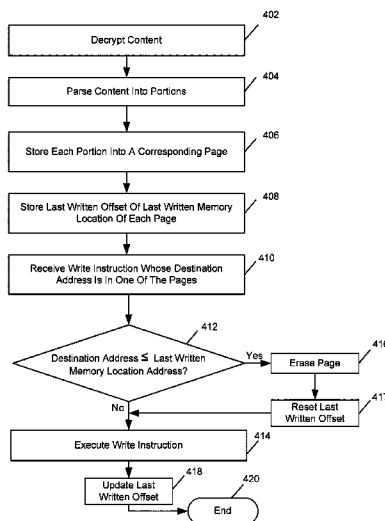 402
Decrypt Content
404
Parse Content Into Portions
406
Store Each Portion Into A Corresponding Page
408
Store Last Written Offset Of Last Written Memory
Location Of Each Page
410
Receive Write Instruction Whose Destination
Address Is In One Of The Pages
412
Destination Address ≤ Last Written
Memory Location Address?
Yes
416
Erase Page
417
Reset Last
Written Offset
No
414
Execute Write Instruction
418
Update Last
Written Offset
420
End